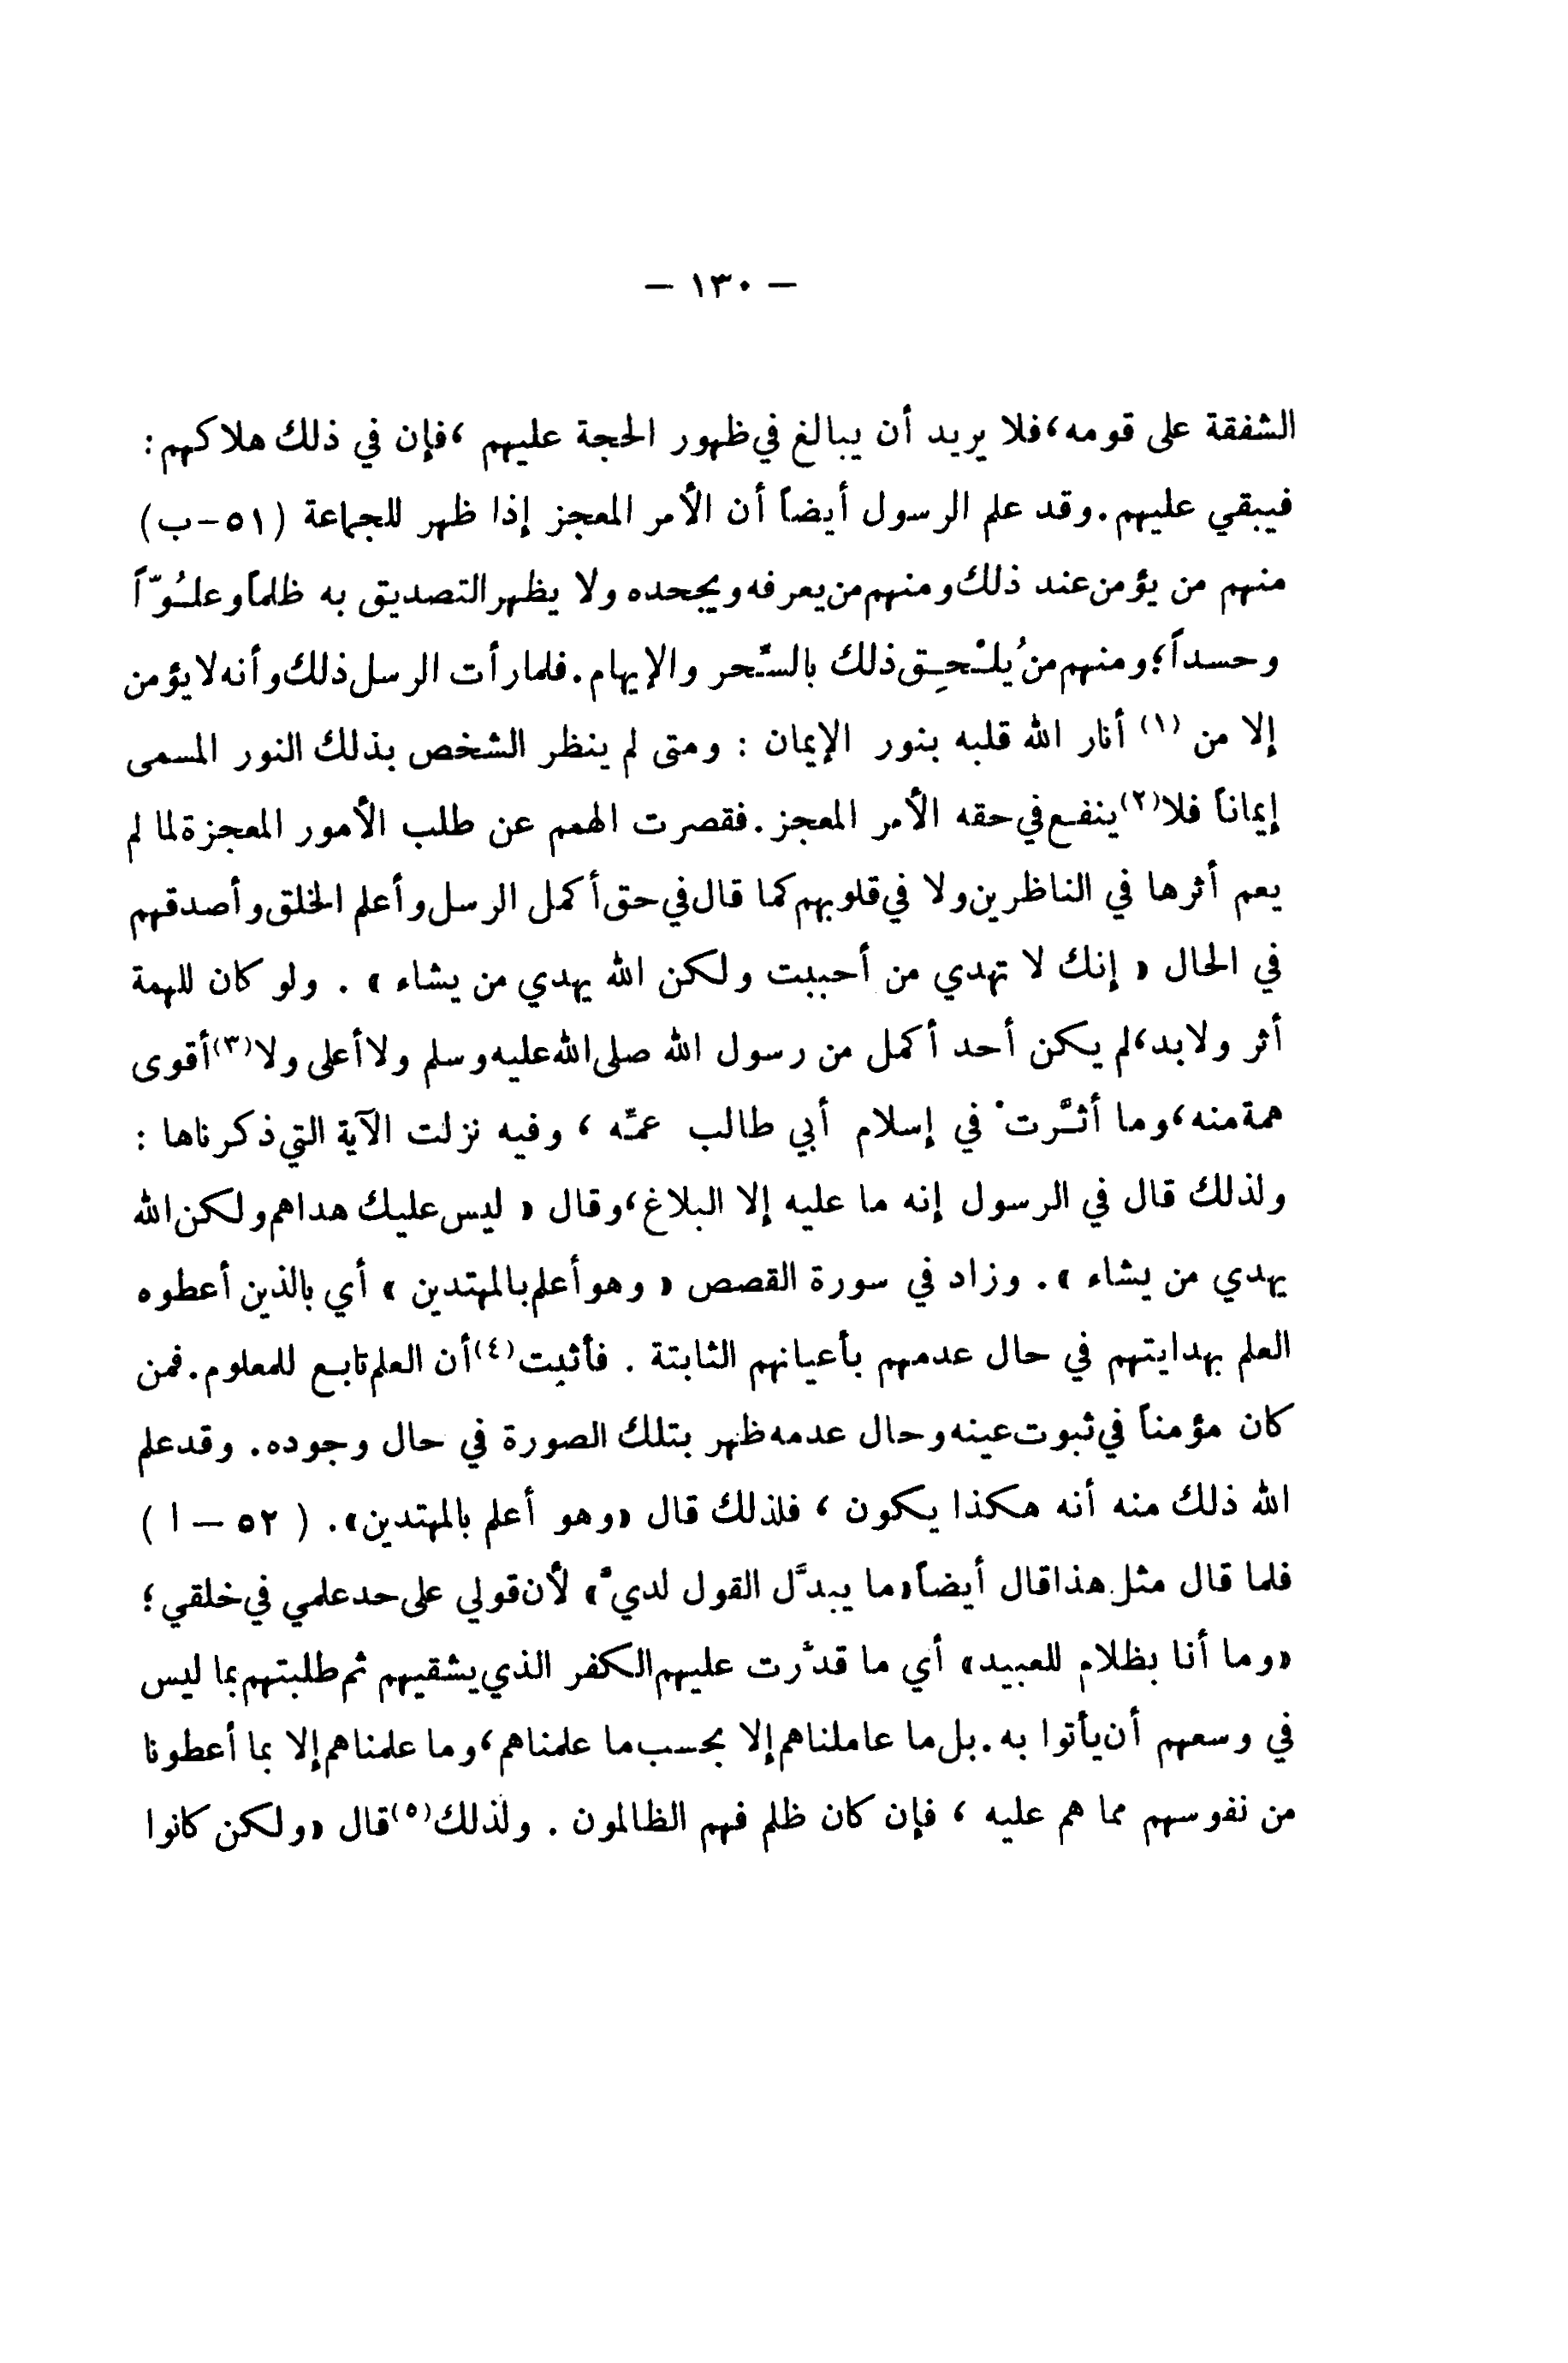 — ١٣٠ —
الشفقة على قومه، فلا يريد أن يبالغ في ظهور الحجة عليهم ، فإن في ذلك هلاكهم :
فيبقي عليهم. وقد علم الرسول أيضاً أن الأمر المعجز إذا ظهر للجماعة (٥١-ب)
منهم من يؤمن عند ذلك ومنهم من يعرفه ويجحده ولا يظهر التصديق به ظلماً وعلُوّاً
وحسداً؛ ومنهم من يُلْحِق ذلك بالسِّحر والإيهام. فلما رأت الرسل ذلك وأنه لا يؤمن
إلا من (١) أنار الله قلبه بنور الإيمان : ومتى لم ينظر الشخص بذلك النور المسمى
إيماناً فلا(٢) ينفع في حقه الأمر المعجز. فقصرت الهمم عن طلب الأمور المعجزة لما لم
يعم أثرها في الناظرين ولا في قلوبهم كما قال في حق أكمل الرسل وأعلم الخلق وأصدقهم
في الحال « إنك لا تهدي من أحببت ولكن الله يهدي من يشاء » . ولو كان للهمة
أثر ولابد، لم يكن أحد أكمل من رسول الله صلى الله عليه وسلم ولا أعلى ولا(٣) أقوى
همة منه، وما أثَّرتْ في إسلام أبي طالب عمِّه ، وفيه نزلت الآية التي ذكرناها :
ولذلك قال في الرسول إنه ما عليه إلا البلاغ، وقال « ليس عليك هداهم ولكن الله
يهدي من يشاء ». وزاد في سورة القصص « وهو أعلم بالمهتدين » أي بالذين أعطوه
العلم بهدايتهم في حال عدمهم بأعيانهم الثابتة . فأثبت(٤) أن العلم تابع للمعلوم. فمن
كان مؤمناً في ثبوت عينه وحال عدمه ظهر بتلك الصورة في حال وجوده. وقد علم
الله ذلك منه أنه هكذا يكون ، فلذلك قال «وهو أعلم بالمهتدين». ( ٥٢ — ا )
فلما قال مثل هذا قال أيضاً «ما يبدَّل القول لديّ» لأن قولي على حد علمي في خلقي ؛
«وما أنا بظلام للعبيد» أي ما قدَّرت عليهم الكفر الذي يشقيهم ثم طلبتهم بما ليس
في وسعهم أن يأتوا به. بل ما عاملناهم إلا بحسب ما علمناهم، وما علمناهم إلا بما أعطونا
من نفوسهم مما هم عليه ، فإن كان ظلم فهم الظالمون . ولذلك(٥) قال «ولكن كانوا